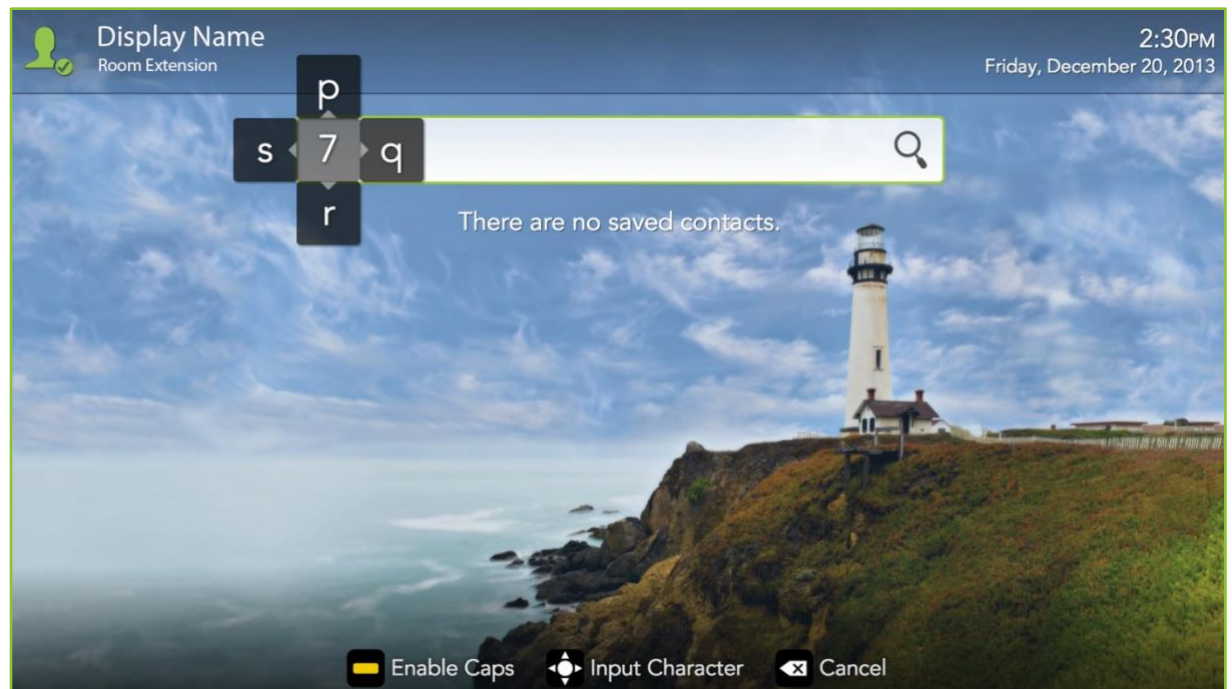 Display Name
Room Extension
2:30PM
Friday, December 20, 2013
p
s 7 q
r
There are no saved contacts.
Enable Caps Input Character Cancel